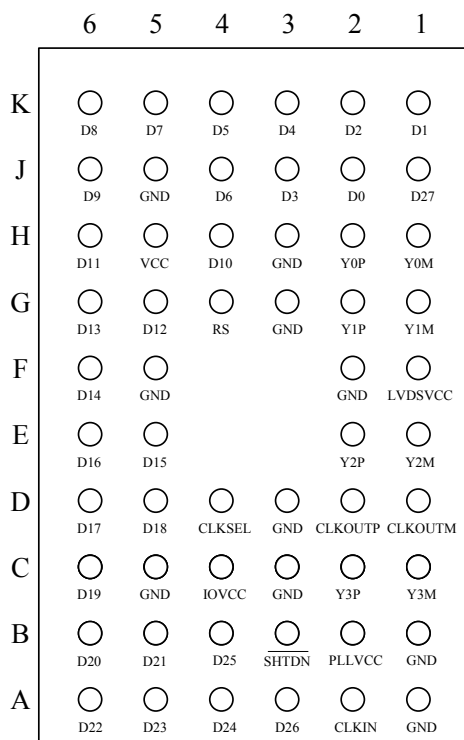 6 5 4 3 2 1
K
D8 D7 D5 D4 D2 D1
J
D9 GND D6 D3 D0 D27
H
D11 VCC D10 GND Y0P Y0M
G
D13 D12 RS GND Y1P Y1M
F
D14 GND GND LVDSVCC
E
D16 D15 Y2P Y2M
D
D17 D18 CLKSEL GND CLKOUTP CLKOUTM
C
D19 GND IOVCC GND Y3P Y3M
B
D20 D21 D25 SHTDN PLLVCC GND
A
D22 D23 D24 D26 CLKIN GND